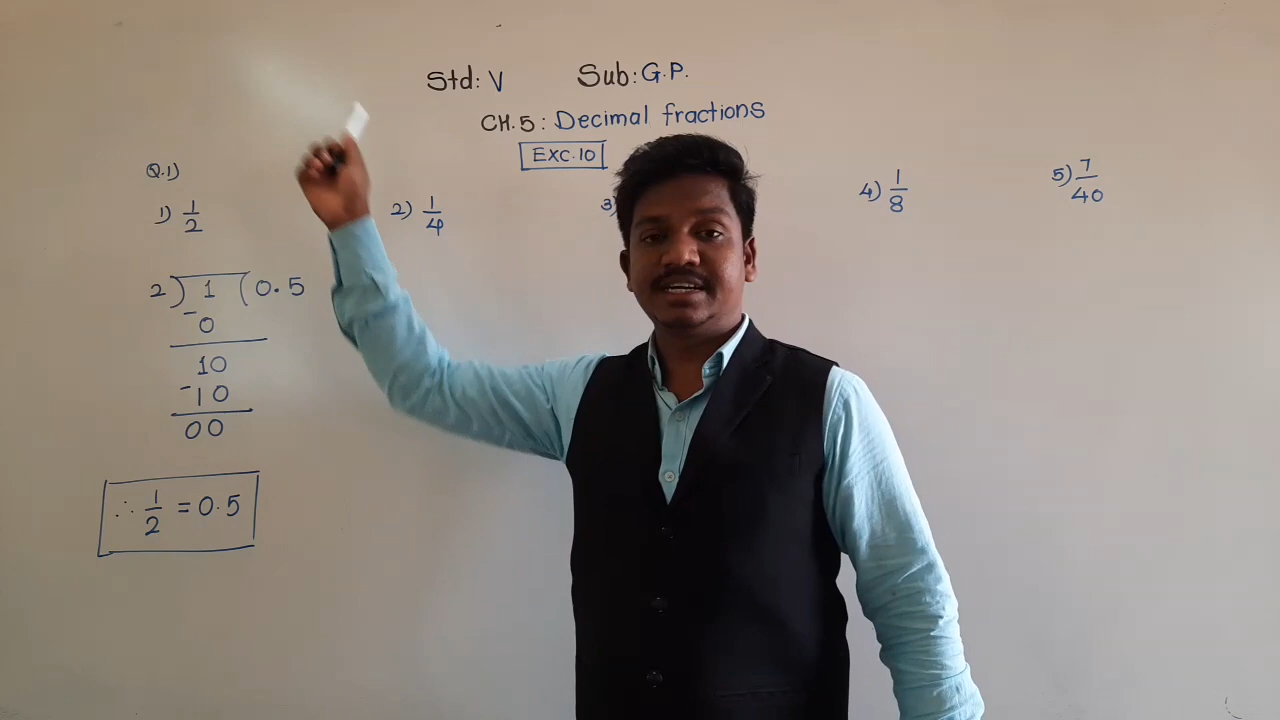 Std: V Sub: G.P.
CH.5: Decimal fractions
EXC.10
Q.1)
1) 1/2
2) 1/4
3)
4) 1/8
5) 7/40
2) 1 (0.5
- 0
10
- 10
00
∴ 1/2 = 0.5